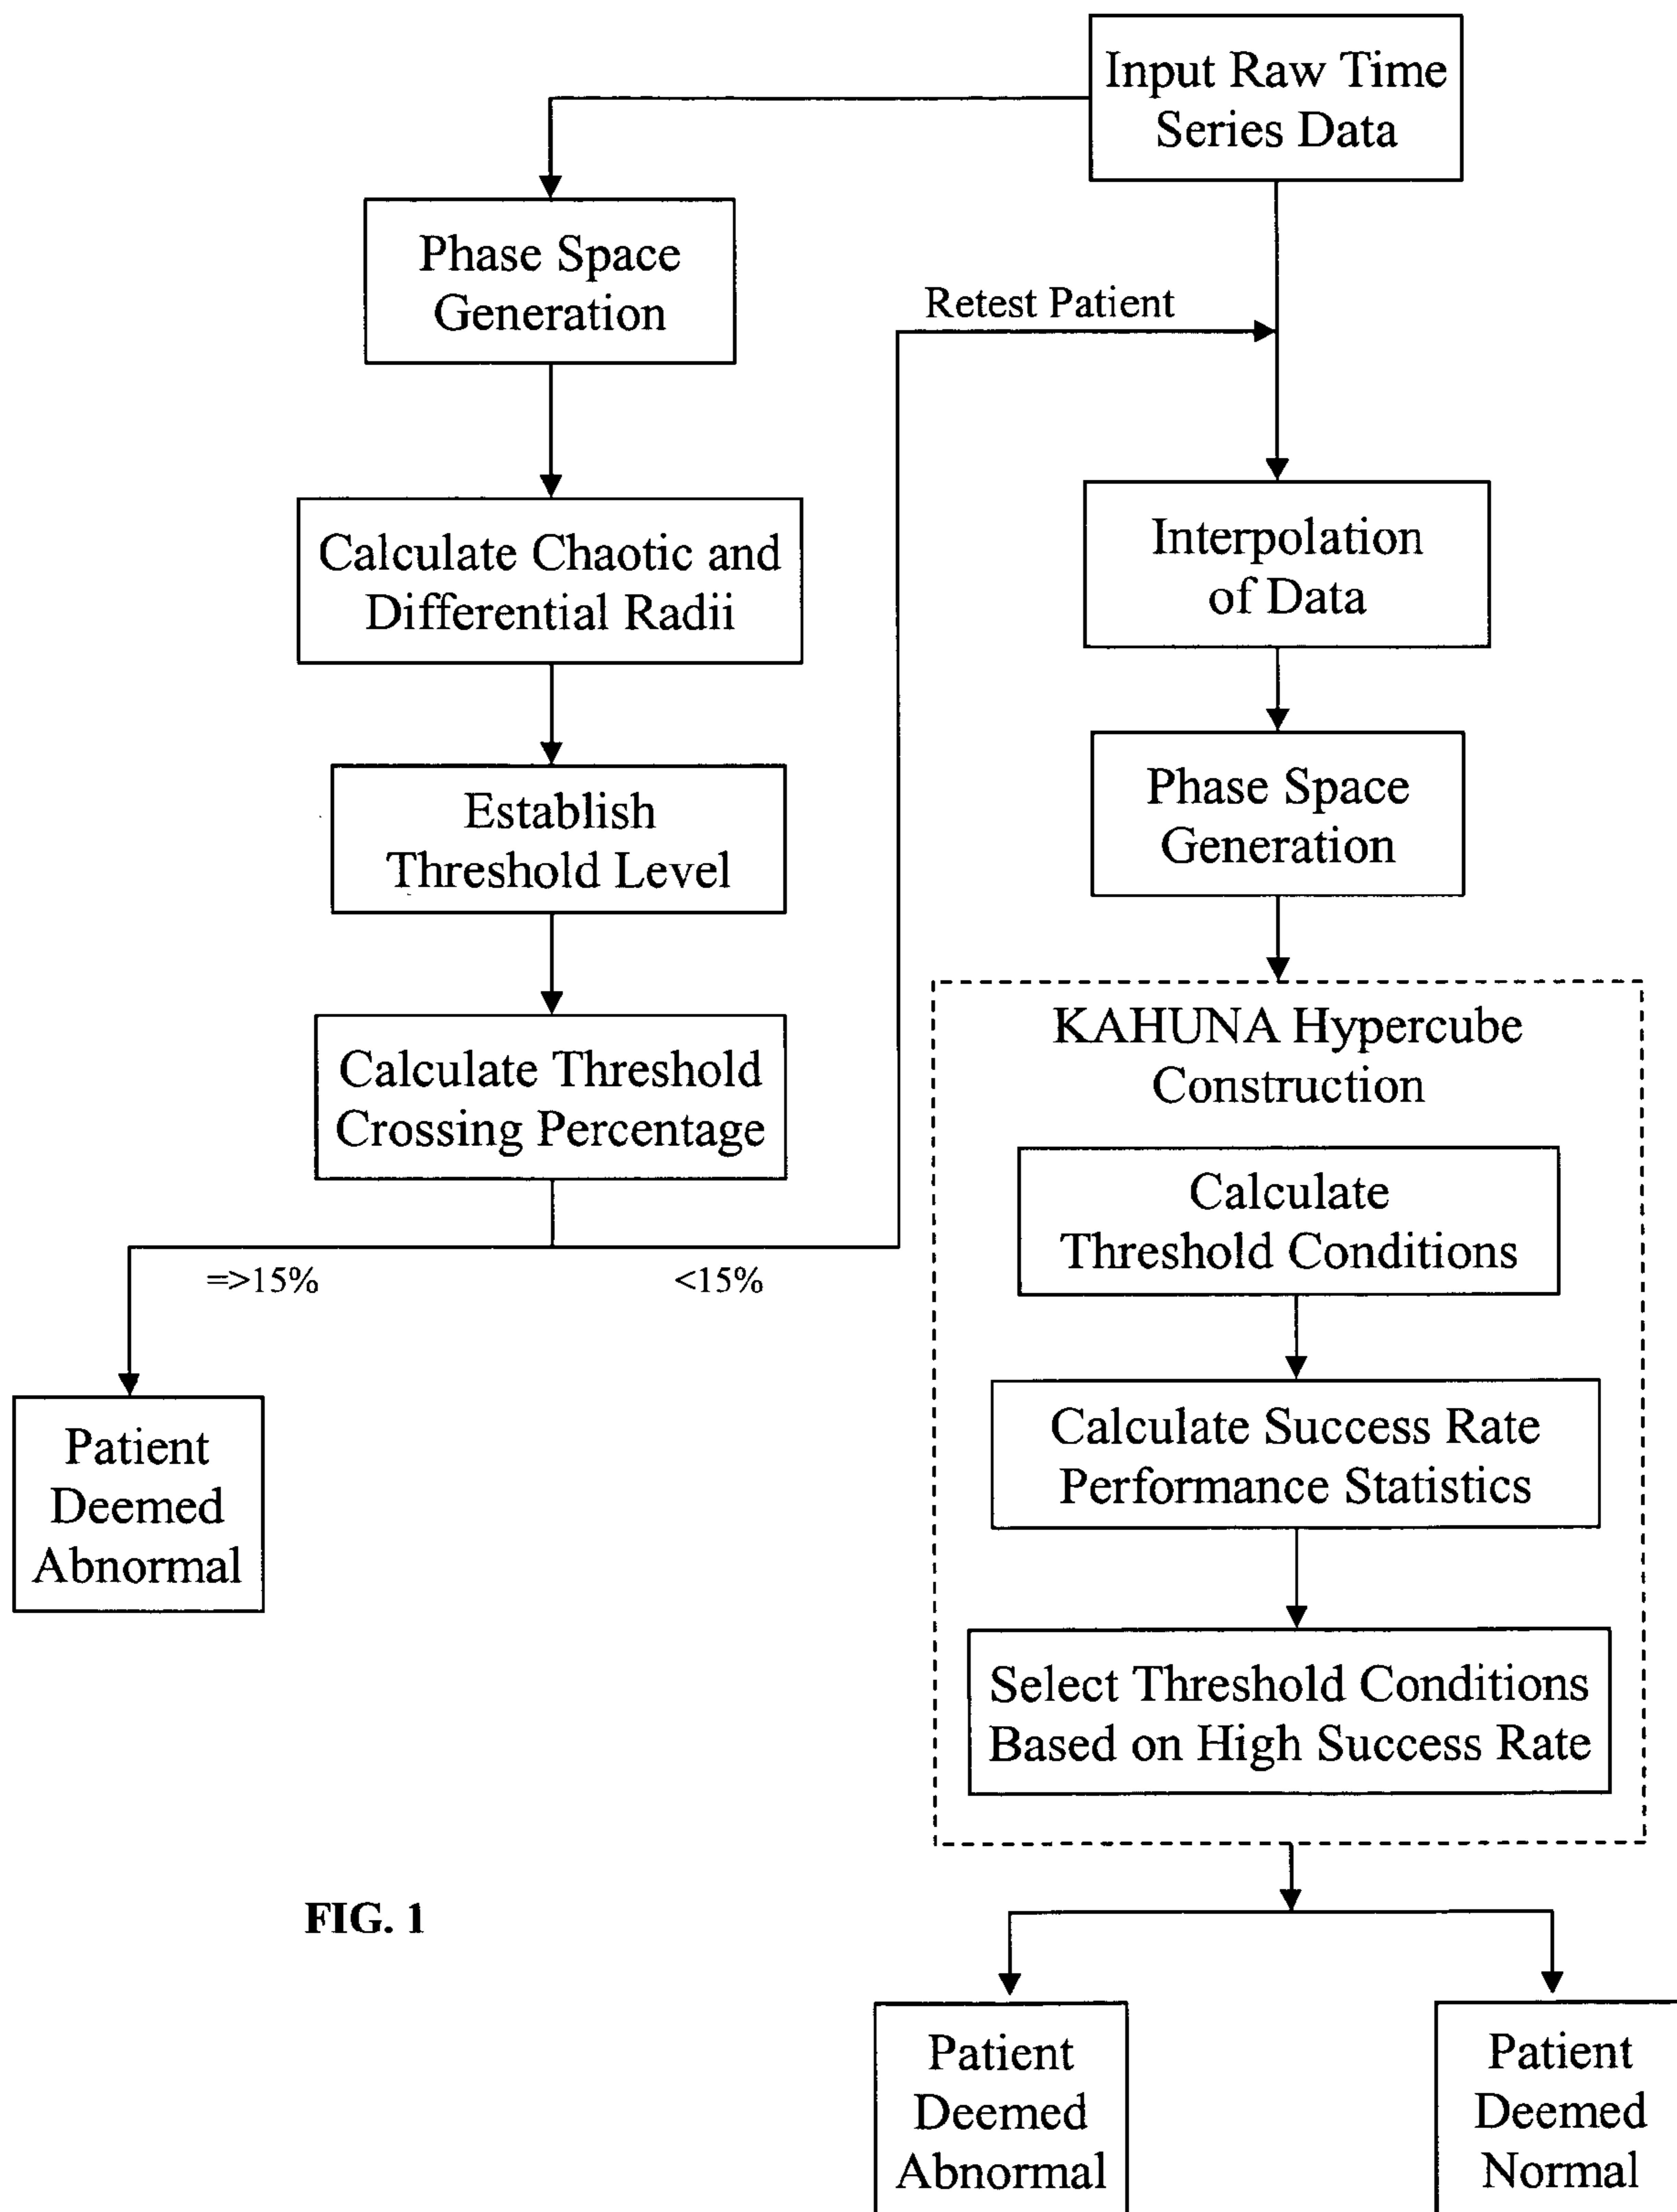 Input Raw Time
Series Data
Phase Space
Generation
Retest Patient
Calculate Chaotic and
Differential Radii
Interpolation
of Data
Establish
Threshold Level
Phase Space
Generation
Calculate Threshold
Crossing Percentage
=>15%
<15%
Patient
Deemed
Abnormal
KAHUNA Hypercube
Construction
Calculate
Threshold Conditions
Calculate Success Rate
Performance Statistics
Select Threshold Conditions
Based on High Success Rate
FIG. 1
Patient
Deemed
Abnormal
Patient
Deemed
Normal